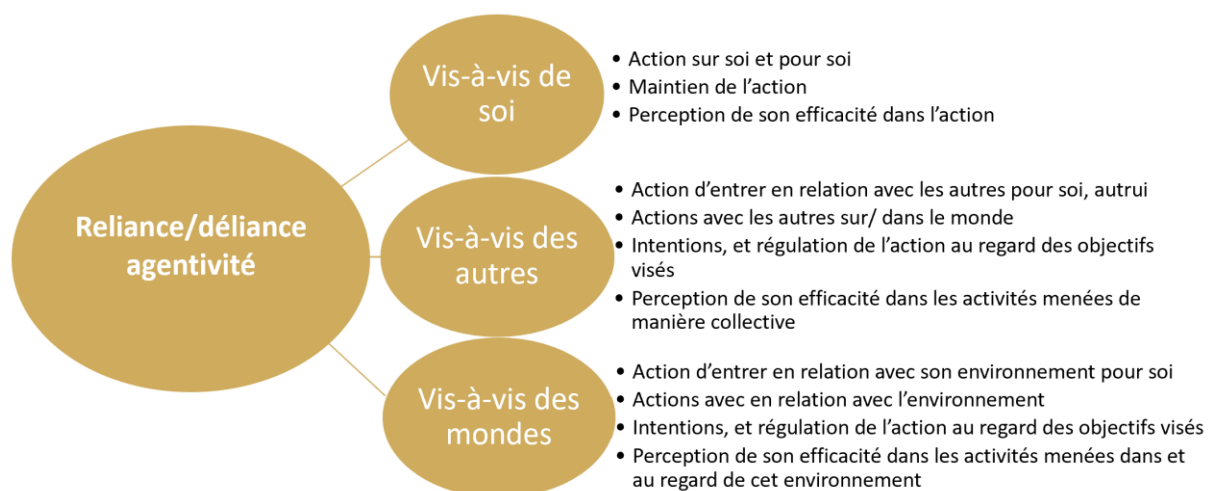 Reliance/déliance
agentivité
Vis-à-vis de
soi
• Action sur soi et pour soi
• Maintien de l’action
• Perception de son efficacité dans l’action
Vis-à-vis des
autres
• Action d’entrer en relation avec les autres pour soi, autrui
• Actions avec les autres sur/ dans le monde
• Intentions, et régulation de l’action au regard des objectifs
visés
• Perception de son efficacité dans les activités menées de
manière collective
Vis-à-vis des
mondes
• Action d’entrer en relation avec son environnement pour soi
• Actions avec en relation avec l’environnement
• Intentions, et régulation de l’action au regard des objectifs visés
• Perception de son efficacité dans les activités menées dans et
au regard de cet environnement